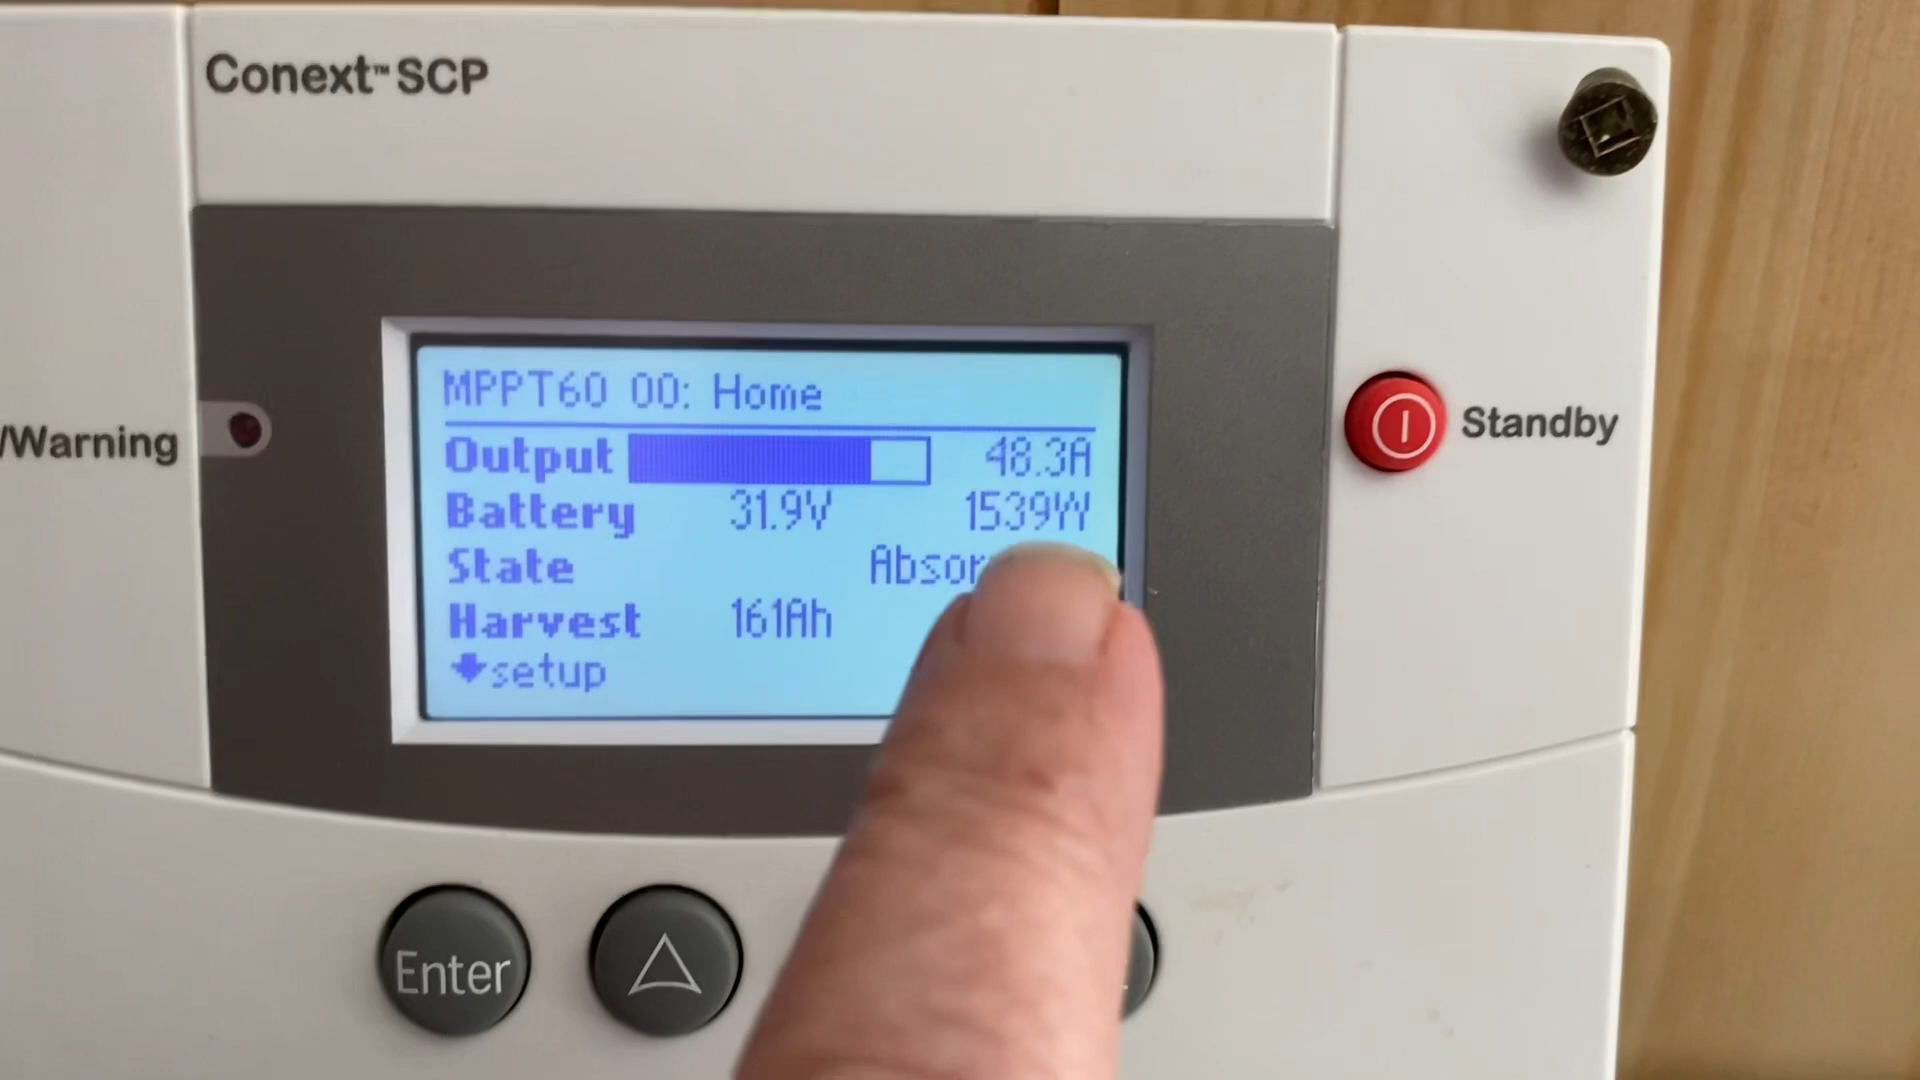 Conext™ SCP
/Warning
Standby
MPPT60 00: Home
Output 48.3A
Battery 31.9V 1539W
State Absor
Harvest 161Ah
setup
Enter